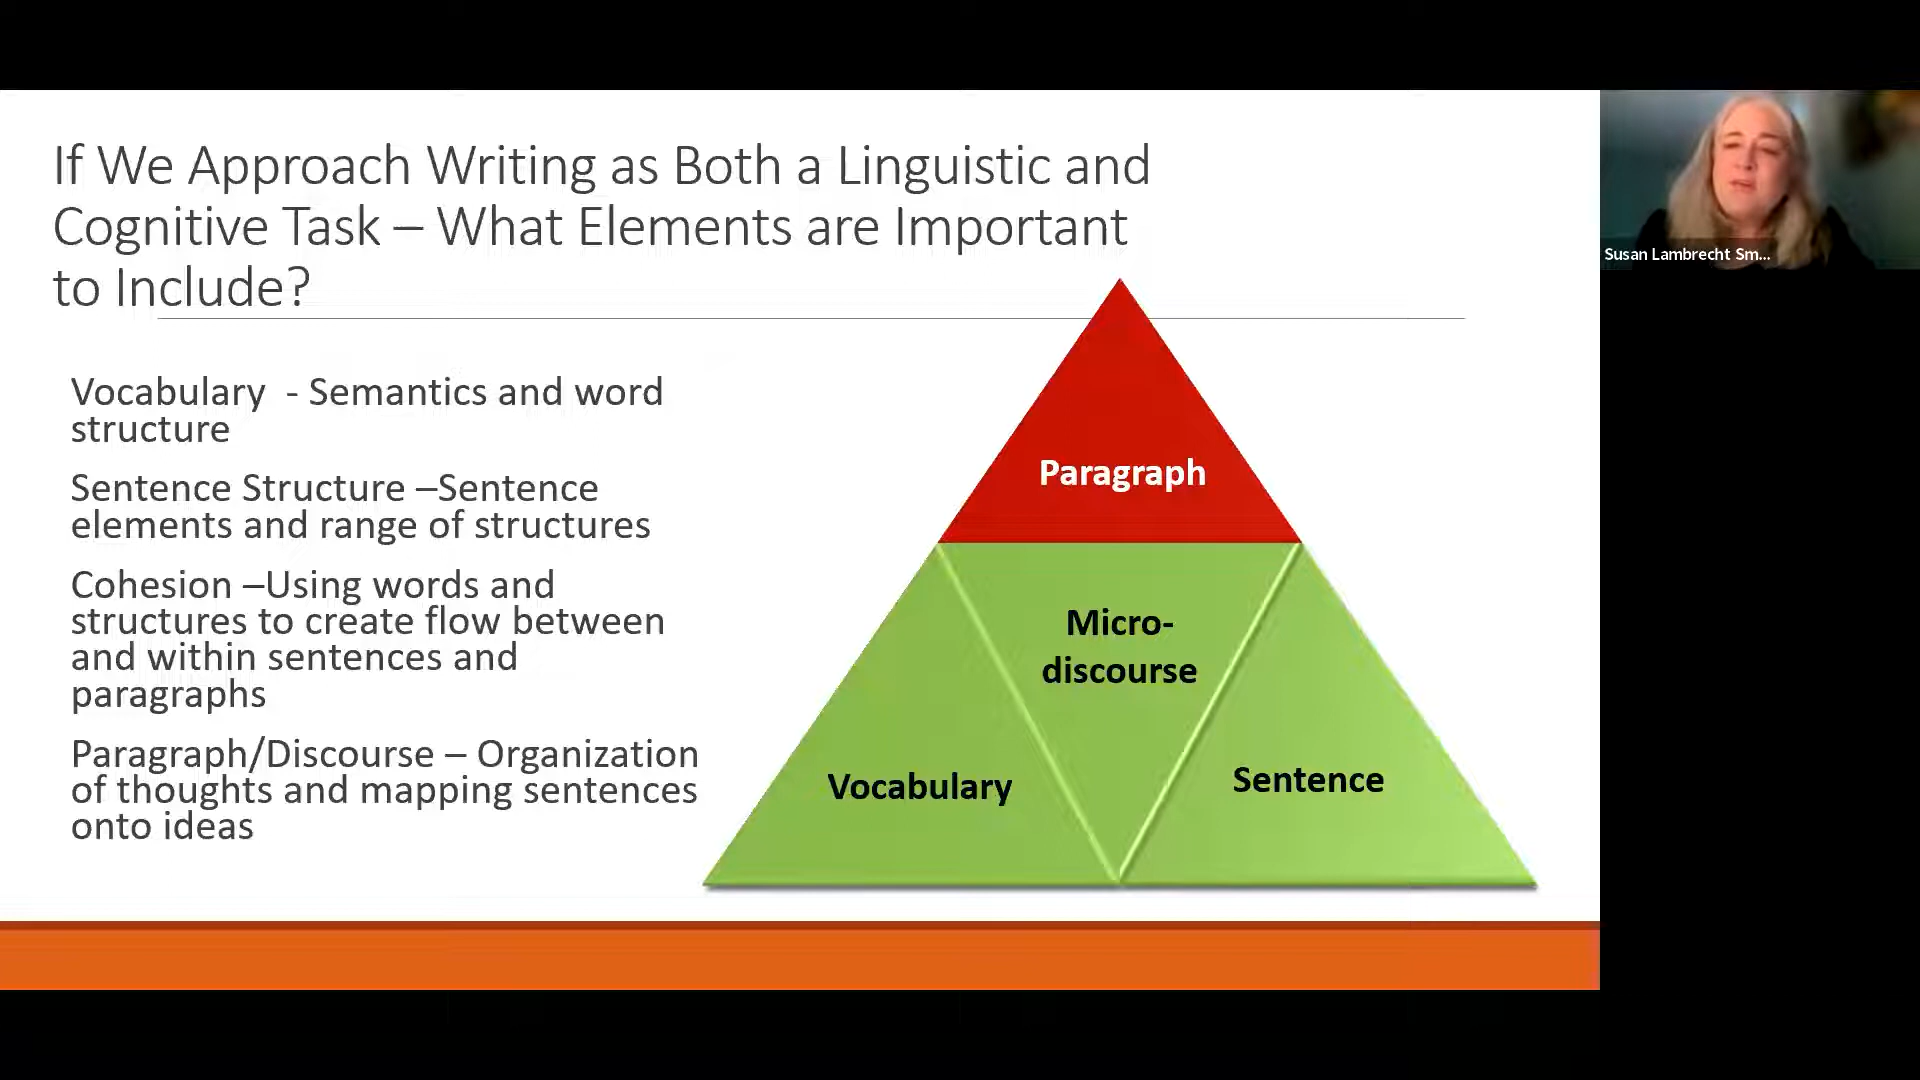 If We Approach Writing as Both a Linguistic and
Cognitive Task – What Elements are Important
to Include?
Vocabulary  - Semantics and word
structure
Sentence Structure –Sentence
elements and range of structures
Cohesion –Using words and
structures to create flow between
and within sentences and
paragraphs
Paragraph/Discourse – Organization
of thoughts and mapping sentences
onto ideas
Paragraph
Micro-
discourse
Vocabulary
Sentence
Susan Lambrecht Sm...